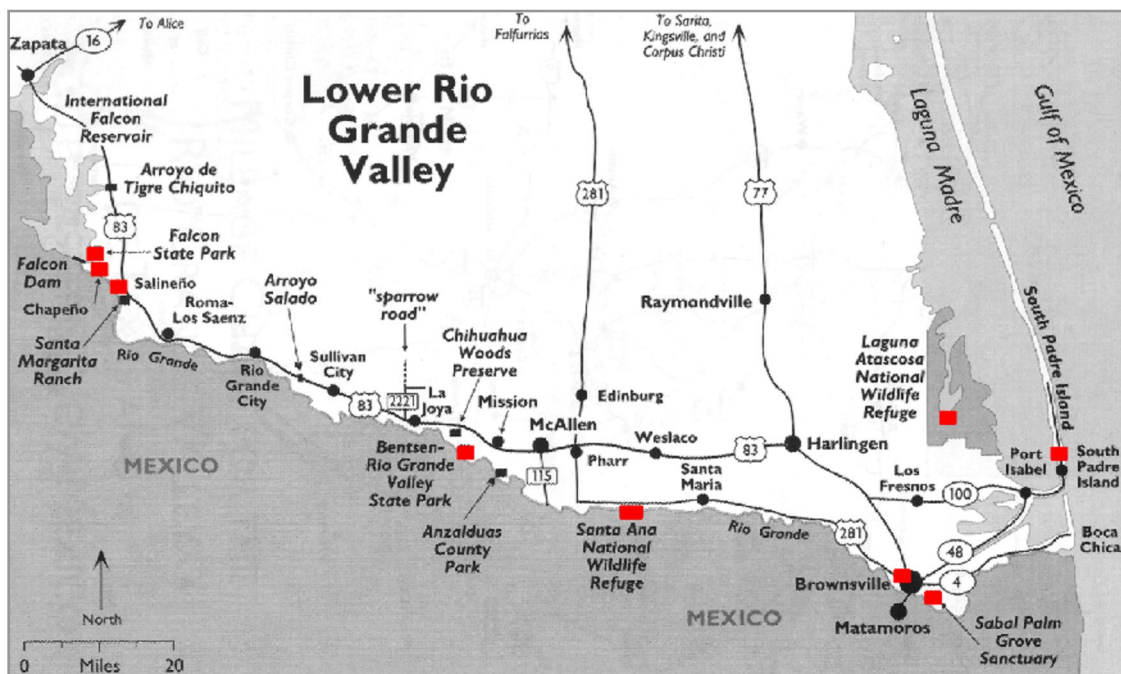 To Alice
16
Zapata
To
Falfurrias
To Sarita,
Kingsville, and
Corpus Christi
International
Falcon
Reservoir
Lower Rio
Grande
Valley
Laguna Madre
Gulf of Mexico
Arroyo de
Tigre Chiquito
281
77
83
Falcon
State Park
Falcon
Dam
Salineño
Chapeño
Roma-
Los Saenz
Santa
Margarita
Ranch
Rio Grande
Arroyo
Salado
"sparrow
road"
Raymondville
South Padre Island
Chihuahua
Woods
Preserve
Laguna
Atascosa
National
Wildlife
Refuge
Rio
Grande
City
Sullivan
City
83
2221
La
Joya
Mission
Edinburg
McAllen
Weslaco
83
Harlingen
MEXICO
Bentsen-
Rio Grande
Valley
State Park
115
Pharr
Santa
Maria
Los
Fresnos
100
Port
Isabel
South
Padre
Island
Anzalduas
County
Park
Santa Ana
National
Wildlife
Refuge
Rio Grande
281
48
Boca
Chica
Brownsville
4
North
MEXICO
Matamoros
Sabal Palm
Grove
Sanctuary
0 Miles 20